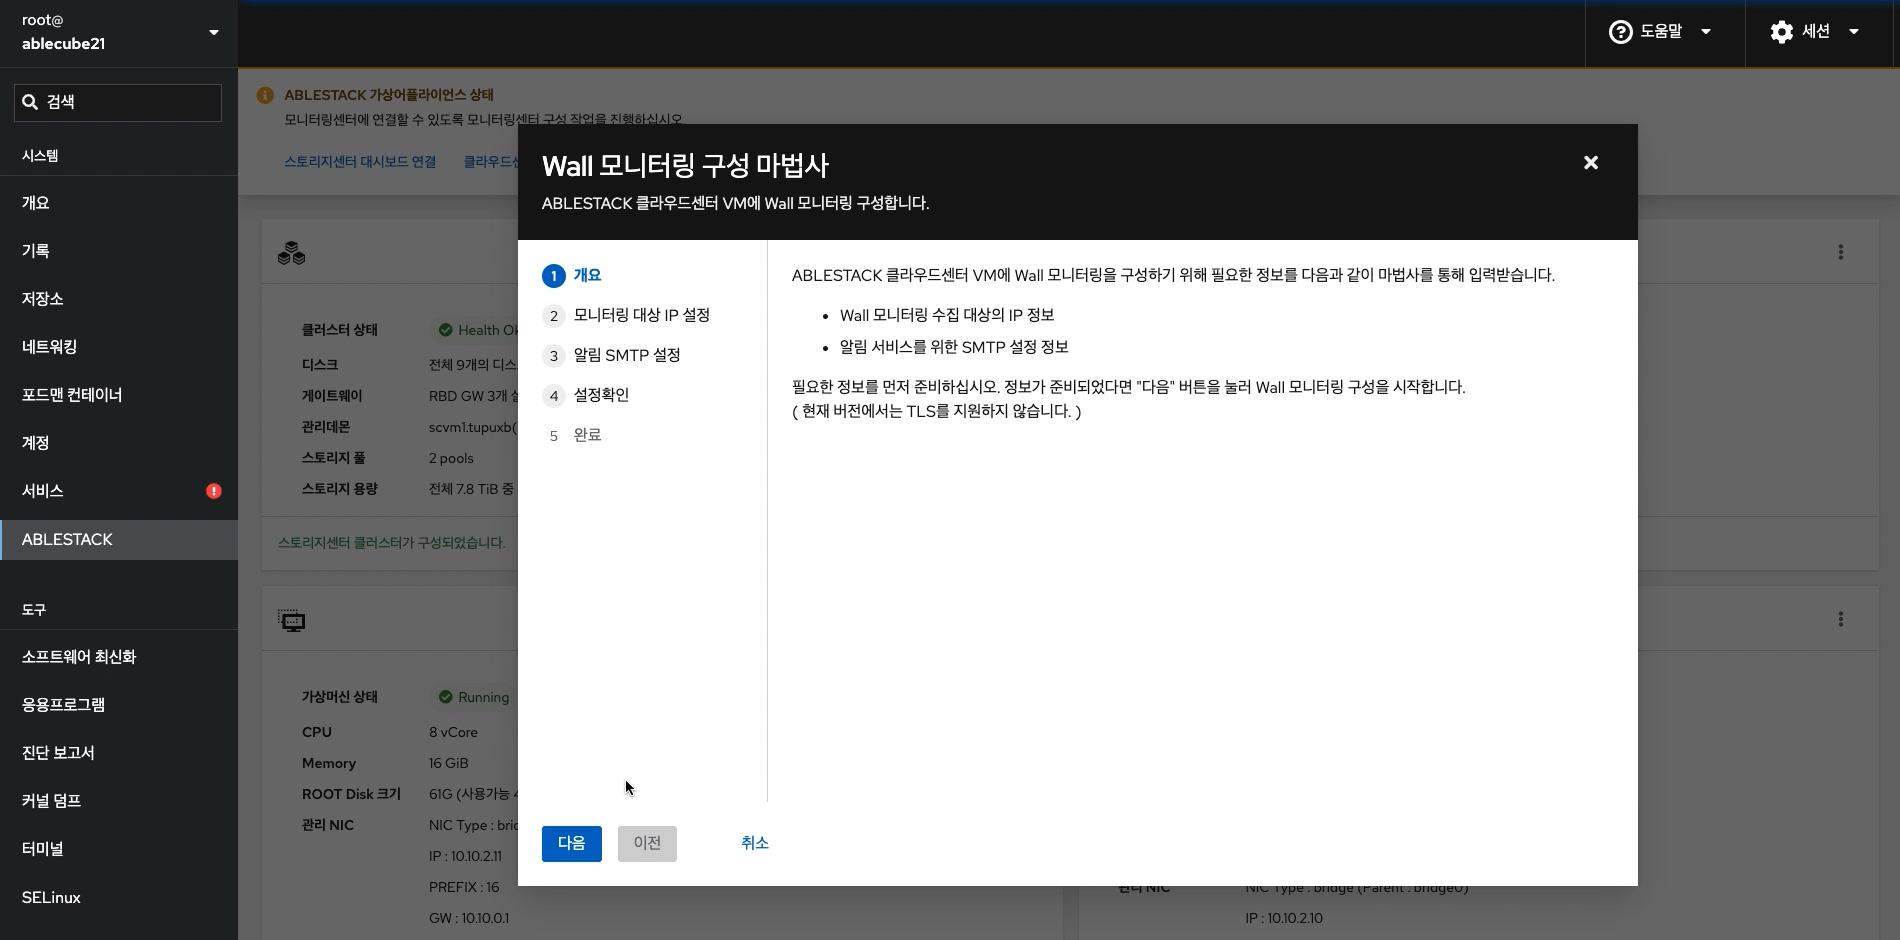 root@
ablecube21
도움말
세션
검색
시스템
개요
기록
저장소
네트워킹
포드맨 컨테이너
계정
서비스
ABLESTACK
도구
소프트웨어 최신화
응용프로그램
진단 보고서
커널 덤프
터미널
SELinux
ABLESTACK 가상어플라이언스 상태
모니터링센터에 연결할 수 있도록 모니터링센터 구성 작업을 진행하십시오
스토리지센터 대시보드 연결
Wall 모니터링 구성 마법사
ABLESTACK 클라우드센터 VM에 Wall 모니터링 구성합니다.
1 개요
2 모니터링 대상 IP 설정
3 알림 SMTP 설정
4 설정확인
5 완료
ABLESTACK 클라우드센터 VM에 Wall 모니터링을 구성하기 위해 필요한 정보를 다음과 같이 마법사를 통해 입력받습니다.
• Wall 모니터링 수집 대상의 IP 정보
• 알림 서비스를 위한 SMTP 설정 정보
필요한 정보를 먼저 준비하십시오. 정보가 준비되었다면 "다음" 버튼을 눌러 Wall 모니터링 구성을 시작합니다.
( 현재 버전에서는 TLS를 지원하지 않습니다. )
다음
이전
취소
클러스터 상태 Health
디스크 전체 9개의
게이트웨이 RBD GW 3개
관리데몬 scvm1.tupuxb(
스토리지 풀 2 pools
스토리지 용량 전체 7.8 TiB 중
스토리지센터 클러스터가 구성되었습니다.
가상머신 상태 Running
CPU 8 vCore
Memory 16 GiB
ROOT Disk 크기 61G (사용가능
관리 NIC NIC Type :
IP : 10.10.2.11
PREFIX : 16
GW : 10.10.0.1
관리 NIC NIC Type : bridge (Parent : bridge0)
IP : 10.10.2.10